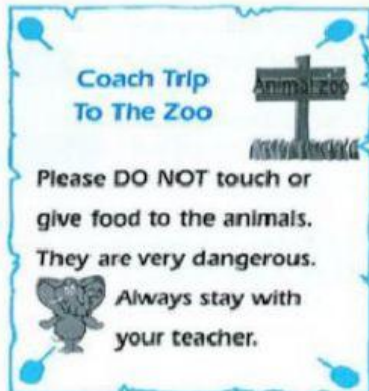 Coach Trip
To The Zoo
Animal zoo
Please DO NOT touch or
give food to the animals.
They are very dangerous.
Always stay with
your teacher.